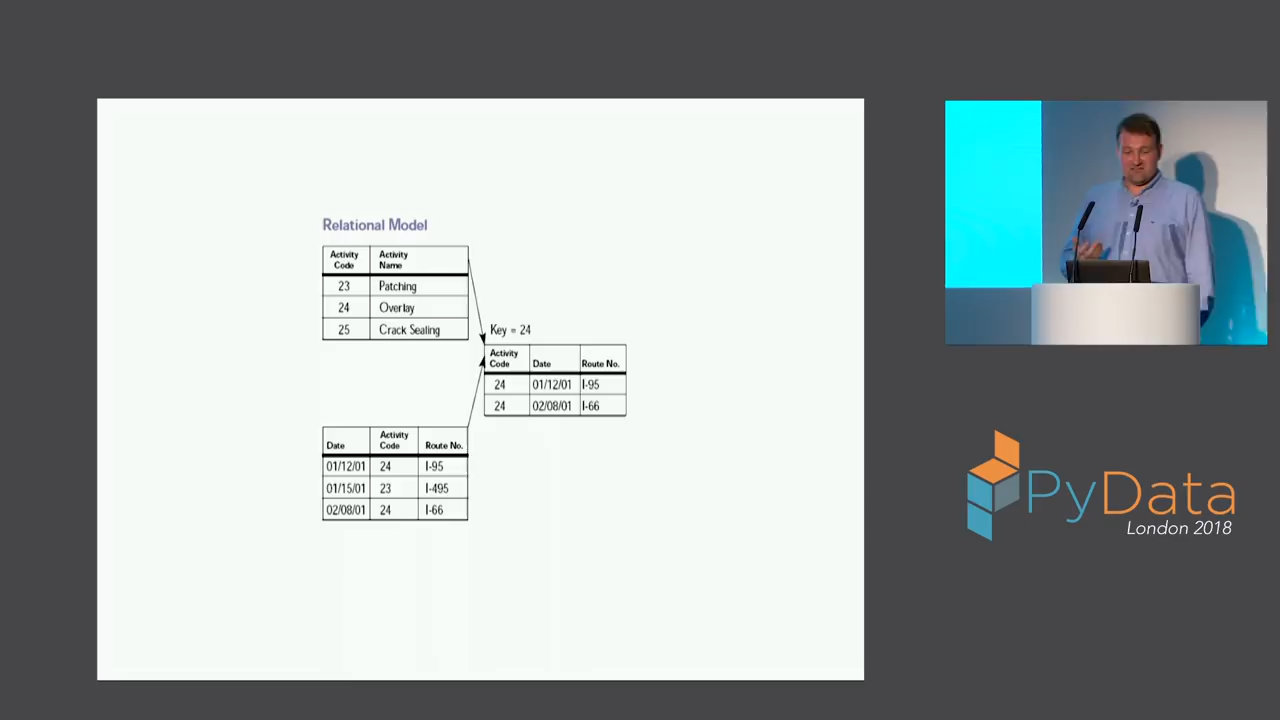 Relational Model
Activity Code Activity Name
23 Patching
24 Overlay
25 Crack Sealing
Key = 24
Activity Code Date Route No.
24 01/12/01 I-95
24 02/08/01 I-66
Date Activity Code Route No.
01/12/01 24 I-95
01/15/01 23 I-495
02/08/01 24 I-66
PyData
London 2018